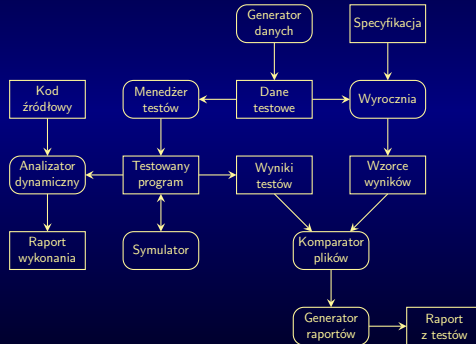 Generator
danych
Specyfikacja
Kod
źródłowy
Menedżer
testów
Dane
testowe
Wyrocznia
Analizator
dynamiczny
Testowany
program
Wyniki
testów
Wzorce
wyników
Raport
wykonania
Symulator
Komparator
plików
Generator
raportów
Raport
z testów